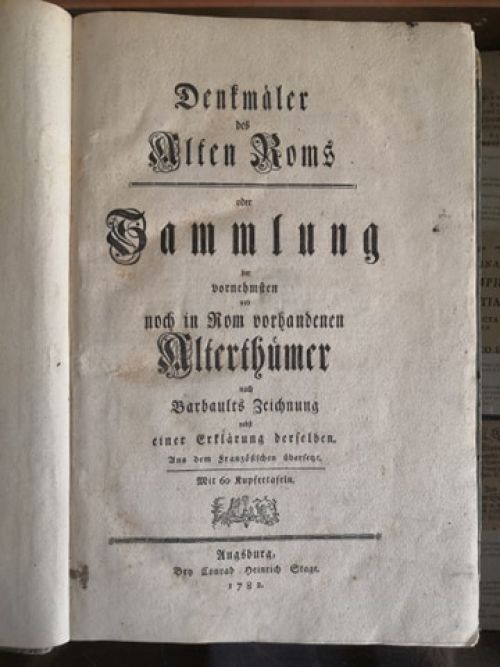 Denkmäler
des
Alten Roms
oder
Sammlung
der
vornehmsten
und
noch in Rom vorhandenen
Alterthümer
nach
Barbaults Zeichnung
nebst
einer Erklärung derselben.
Aus dem Französischen übersetzt.
Mit 60 Kupfertafeln.
Augsburg,
Bey Conrad Heinrich Stage.
1782.